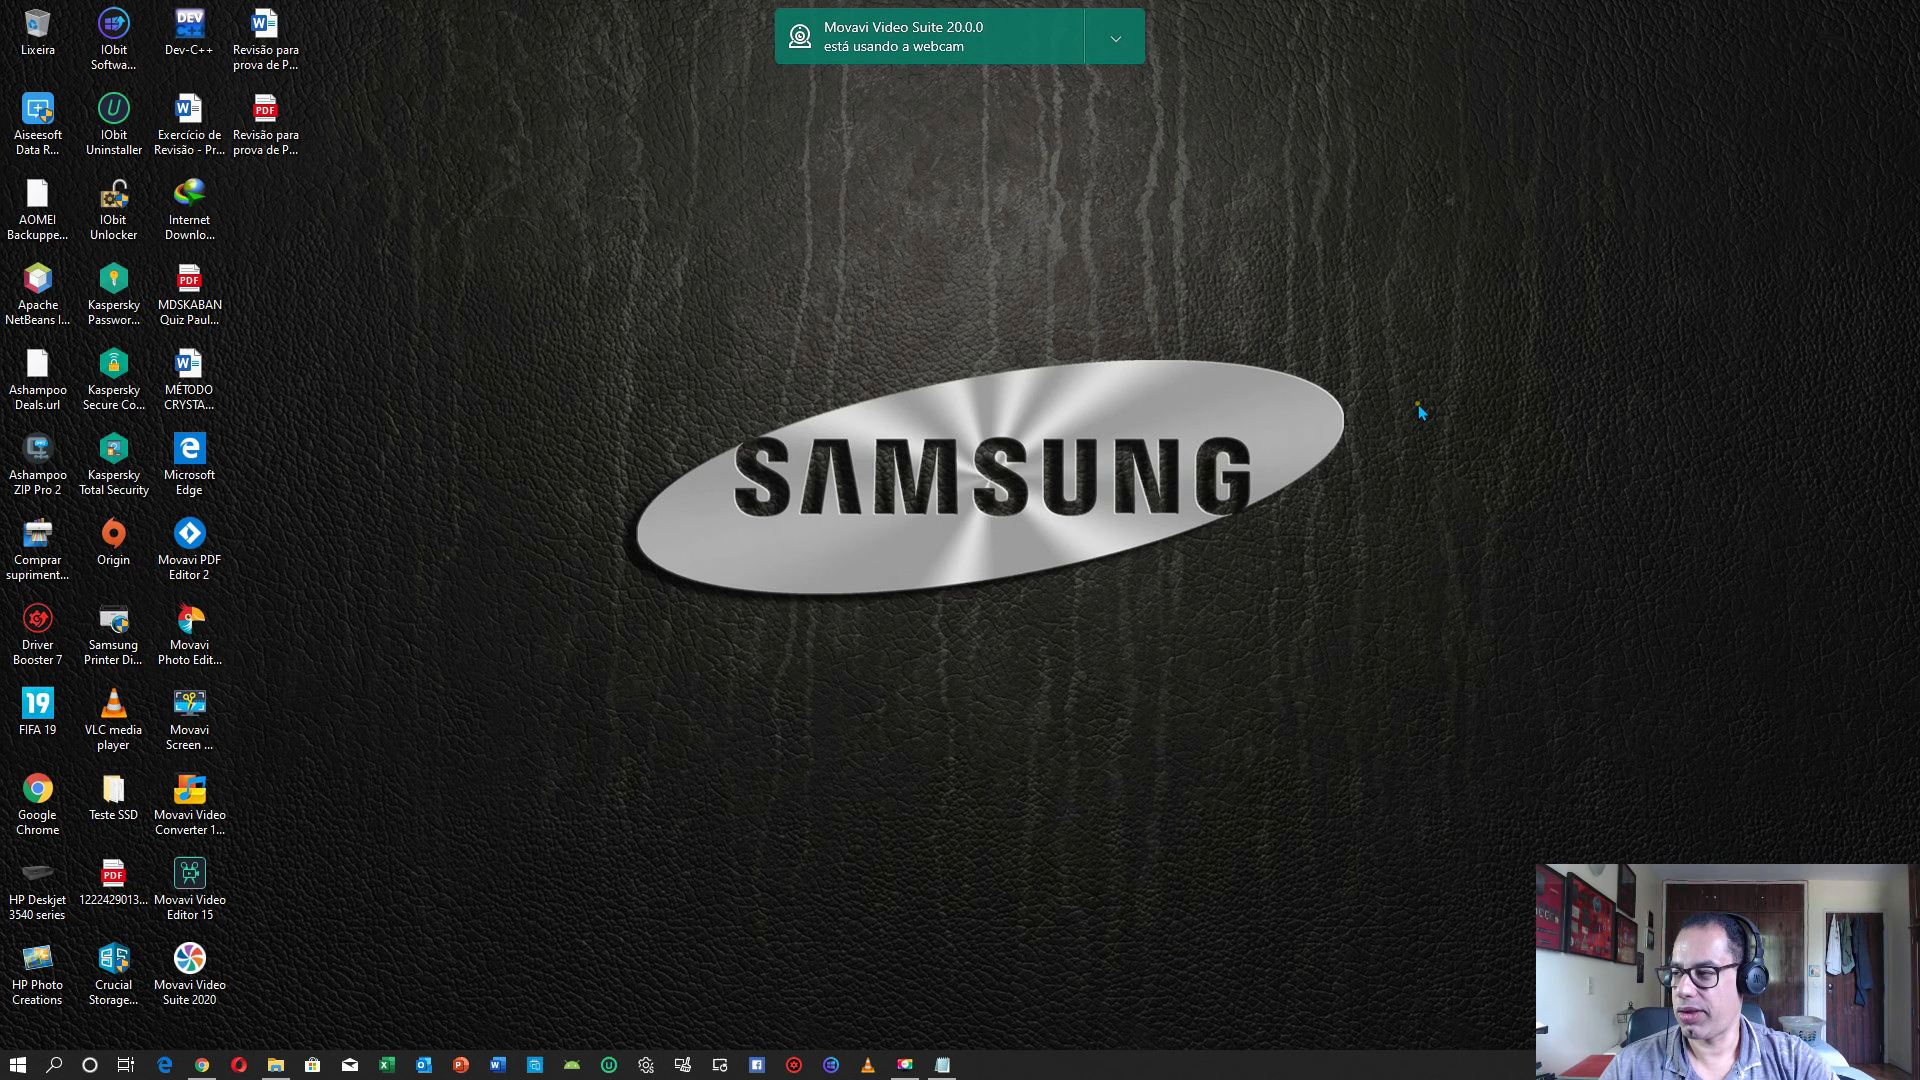 Movavi Video Suite 20.0.0
está usando a webcam
Lixeira
IObit
Softwa...
DEV
C++
Dev-C++
Revisão para
prova de P...
Aiseesoft
Data R...
IObit
Uninstaller
Exercício de
Revisão - Pr...
PDF
Revisão para
prova de P...
AOMEI
Backuppe...
IObit
Unlocker
Internet
Downlo...
Apache
NetBeans I...
Kaspersky
Passwor...
PDF
MDSKABAN
Quiz Paul...
Ashampoo
Deals.url
Kaspersky
Secure Co...
MÉTODO
CRYSTA...
Ashampoo
ZIP Pro 2
Kaspersky
Total Security
Microsoft
Edge
Comprar
supriment...
Origin
Movavi PDF
Editor 2
Driver
Booster 7
Samsung
Printer Di...
Movavi
Photo Edit...
19
FIFA 19
VLC media
player
Movavi
Screen ...
Google
Chrome
Teste SSD
Movavi Video
Converter 1...
HP Deskjet
3540 series
PDF
1222429013...
Movavi Video
Editor 15
HP Photo
Creations
Crucial
Storage...
Movavi Video
Suite 2020
SAMSUNG